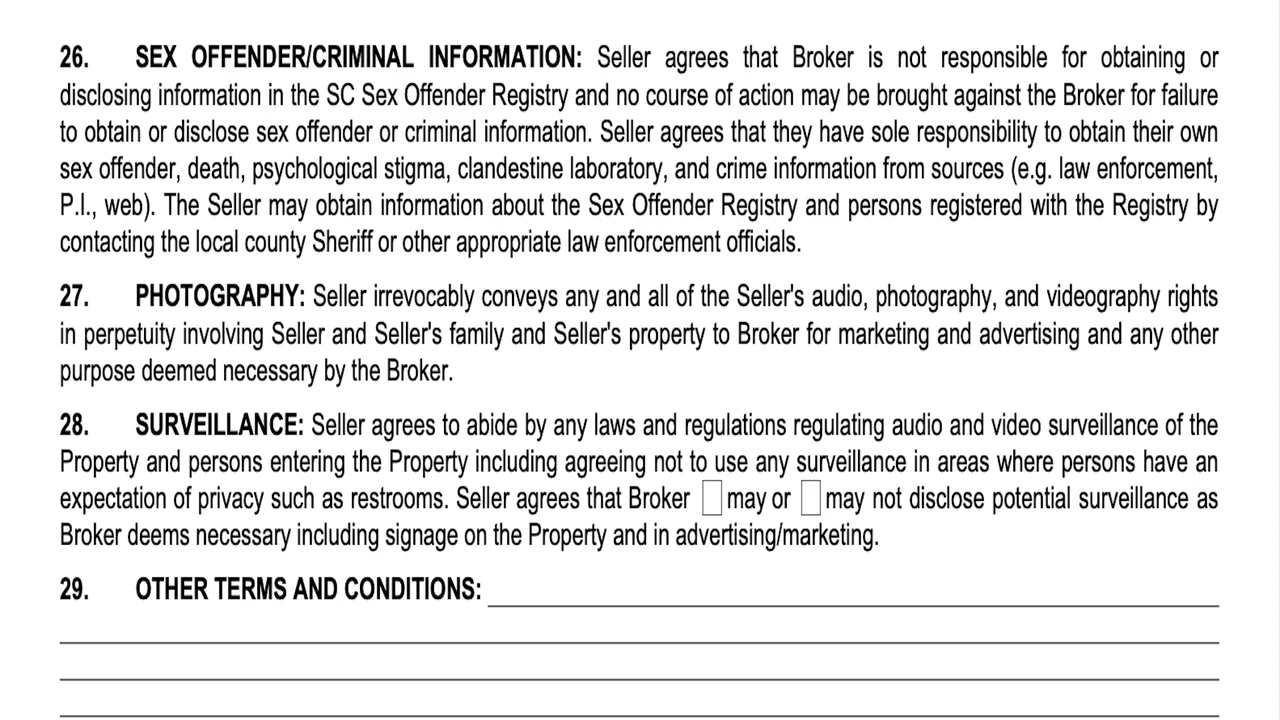 26. SEX OFFENDER/CRIMINAL INFORMATION: Seller agrees that Broker is not responsible for obtaining or
disclosing information in the SC Sex Offender Registry and no course of action may be brought against the Broker for failure
to obtain or disclose sex offender or criminal information. Seller agrees that they have sole responsibility to obtain their own
sex offender, death, psychological stigma, clandestine laboratory, and crime information from sources (e.g. law enforcement,
P.I., web). The Seller may obtain information about the Sex Offender Registry and persons registered with the Registry by
contacting the local county Sheriff or other appropriate law enforcement officials.
27. PHOTOGRAPHY: Seller irrevocably conveys any and all of the Seller's audio, photography, and videography rights
in perpetuity involving Seller and Seller's family and Seller's property to Broker for marketing and advertising and any other
purpose deemed necessary by the Broker.
28. SURVEILLANCE: Seller agrees to abide by any laws and regulations regulating audio and video surveillance of the
Property and persons entering the Property including agreeing not to use any surveillance in areas where persons have an
expectation of privacy such as restrooms. Seller agrees that Broker may or may not disclose potential surveillance as
Broker deems necessary including signage on the Property and in advertising/marketing.
29. OTHER TERMS AND CONDITIONS: